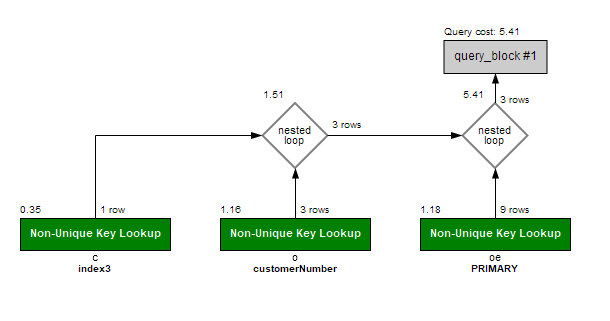 Query cost: 5.41
query_block #1
1.51
5.41
3 rows
nested
loop
3 rows
nested
loop
0.35
1 row
1.16
3 rows
1.18
9 rows
Non-Unique Key Lookup
Non-Unique Key Lookup
Non-Unique Key Lookup
c
o
oe
index3
customerNumber
PRIMARY